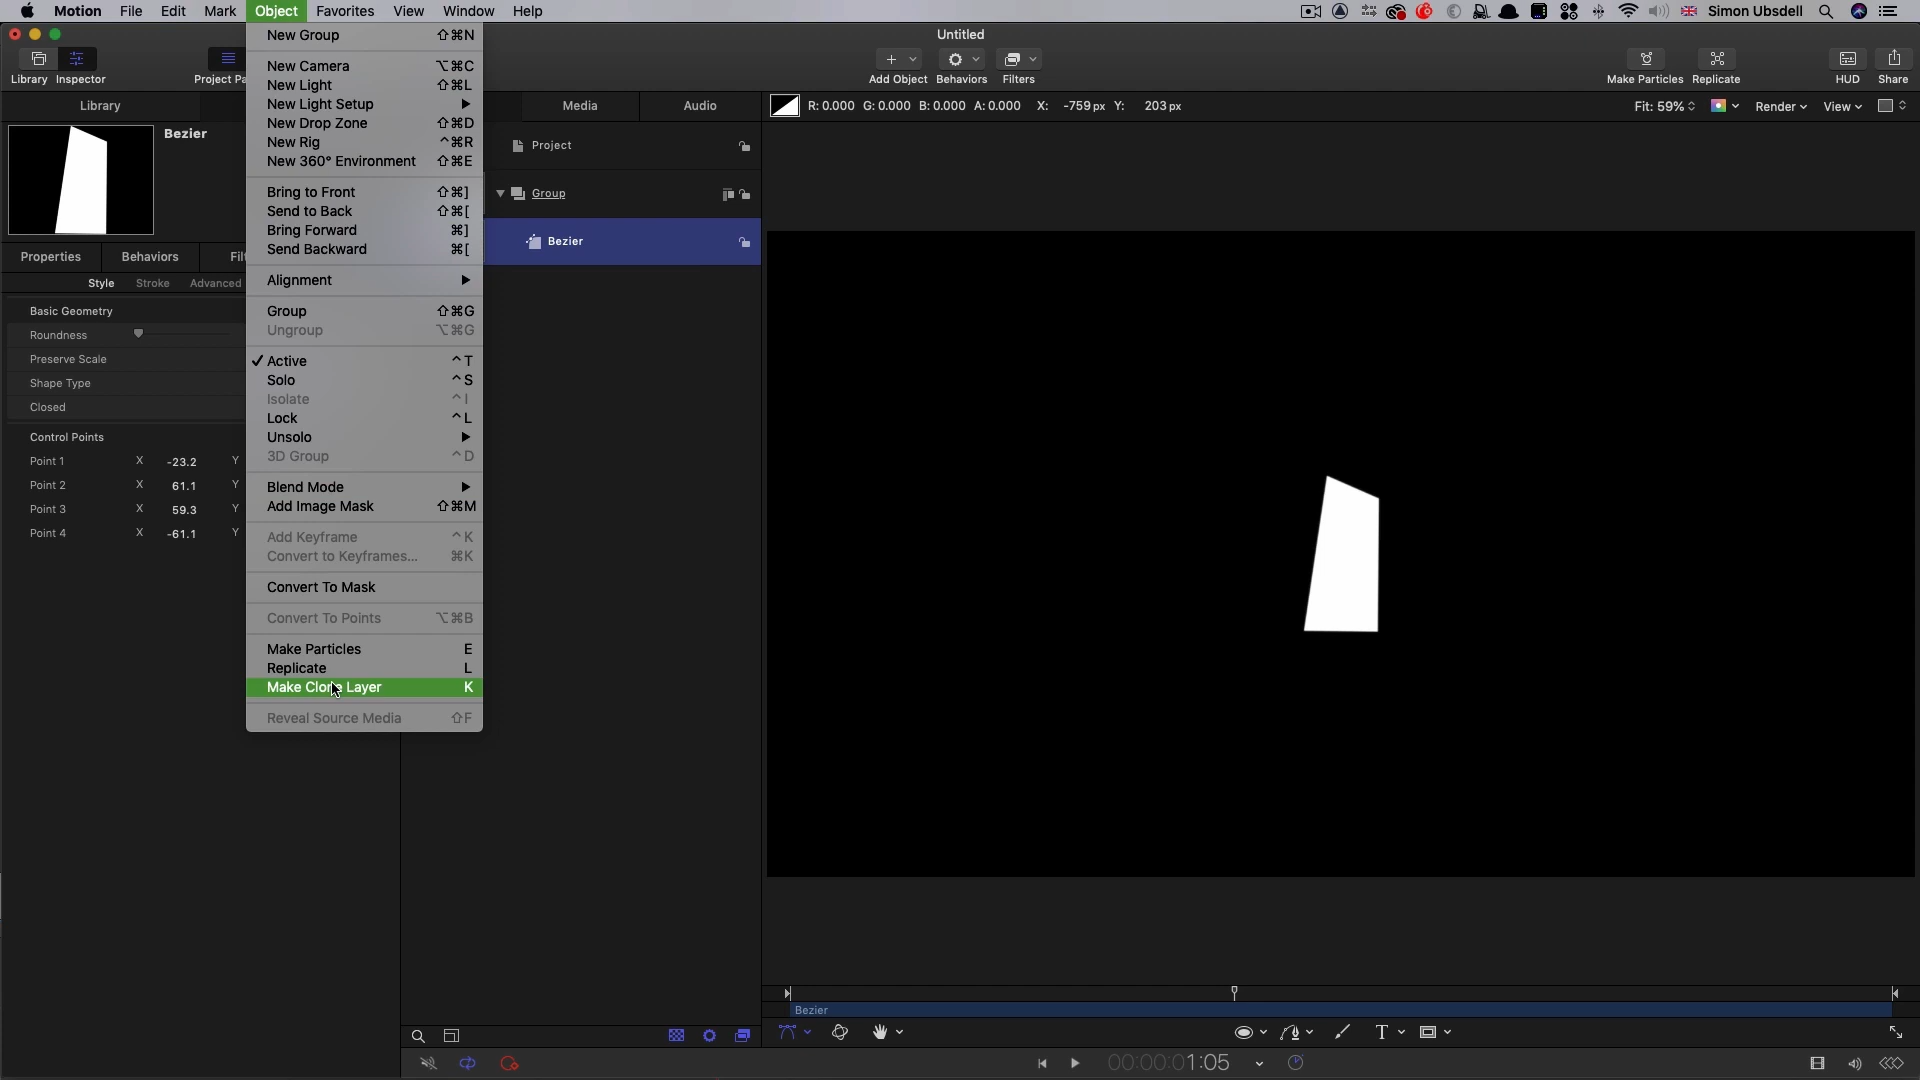 Motion File Edit Mark Object Favorites View Window Help Simon Ubsdell
Untitled
Library Inspector Project Pa Add Object Behaviors Filters Make Particles Replicate HUD Share
Library Media Audio R: 0.000 G: 0.000 B: 0.000 A: 0.000 X: -759 px Y: 203 px Fit: 59% Render View
Bezier
Properties Behaviors Filt
Style Stroke Advanced
Basic Geometry
Roundness
Preserve Scale
Shape Type
Closed
Control Points
Point 1 X -23.2 Y
Point 2 X 61.1 Y
Point 3 X 59.3 Y
Point 4 X -61.1 Y
New Group ⇧⌘N
New Camera ⌥⌘C
New Light ⇧⌘L
New Light Setup
New Drop Zone ⇧⌘D
New Rig ^⌘R
New 360° Environment ⇧⌘E
Bring to Front ⇧⌘]
Send to Back ⇧⌘[
Bring Forward ⌘]
Send Backward ⌘[
Alignment
Group ⇧⌘G
Ungroup ⌥⌘G
✓ Active ^T
Solo ^S
Isolate ^I
Lock ^L
Unsolo
3D Group ^D
Blend Mode
Add Image Mask ⇧⌘M
Add Keyframe ^K
Convert to Keyframes... ⌘K
Convert To Mask
Convert To Points ⌥⌘B
Make Particles E
Replicate L
Make Clone Layer K
Reveal Source Media ⇧F
Project
Group
Bezier
Bezier
T
00:00:01:05